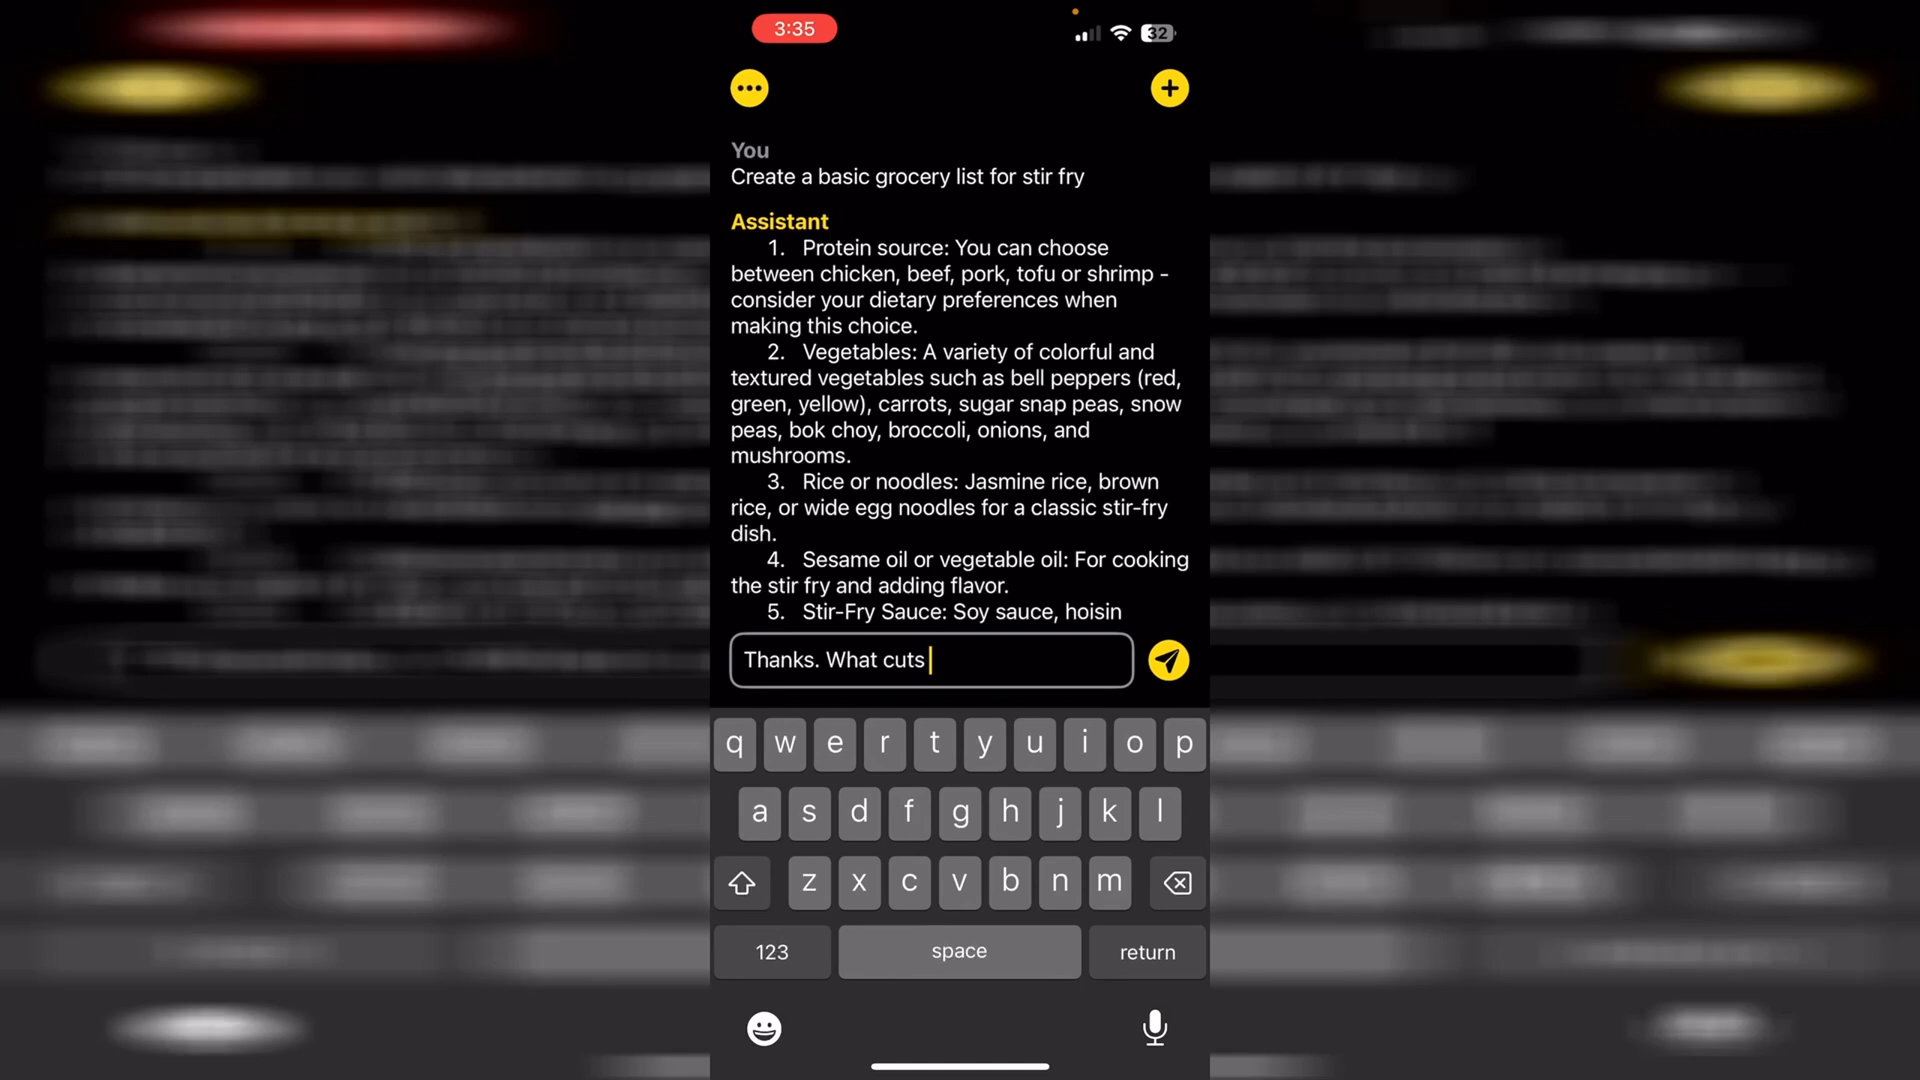 3:35
32
You
Create a basic grocery list for stir fry
Assistant
1. Protein source: You can choose
between chicken, beef, pork, tofu or shrimp -
consider your dietary preferences when
making this choice.
2. Vegetables: A variety of colorful and
textured vegetables such as bell peppers (red,
green, yellow), carrots, sugar snap peas, snow
peas, bok choy, broccoli, onions, and
mushrooms.
3. Rice or noodles: Jasmine rice, brown
rice, or wide egg noodles for a classic stir-fry
dish.
4. Sesame oil or vegetable oil: For cooking
the stir fry and adding flavor.
5. Stir-Fry Sauce: Soy sauce, hoisin
Thanks. What cuts
q w e r t y u i o p
a s d f g h j k l
z x c v b n m
123 space return